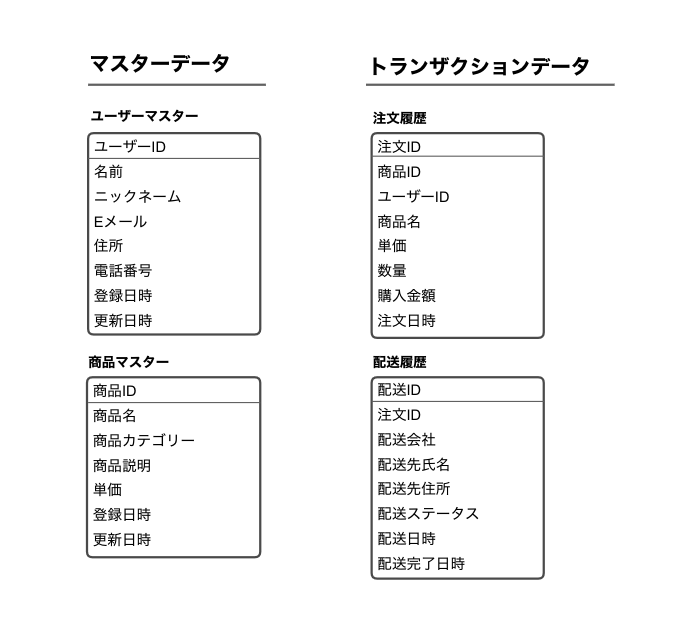 マスターデータ
ユーザーマスター
ユーザーID
名前
ニックネーム
Eメール
住所
電話番号
登録日時
更新日時
商品マスター
商品ID
商品名
商品カテゴリー
商品説明
単価
登録日時
更新日時
トランザクションデータ
注文履歴
注文ID
商品ID
ユーザーID
商品名
単価
数量
購入金額
注文日時
配送履歴
配送ID
注文ID
配送会社
配送先氏名
配送先住所
配送ステータス
配送日時
配送完了日時